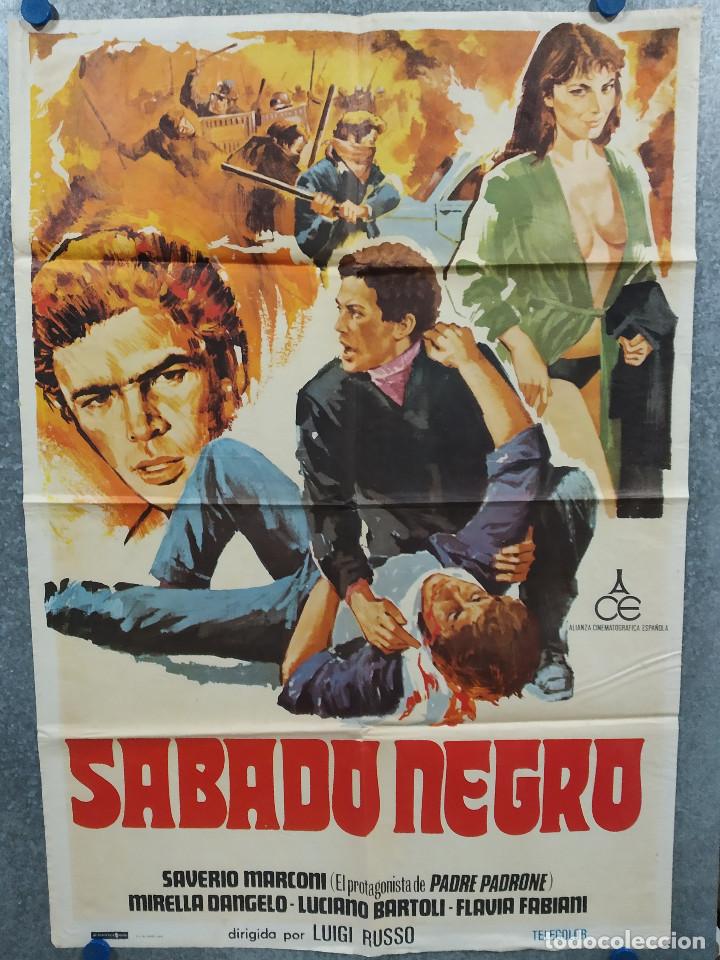 ACE
ALIANZA CINEMATOGRAFICA ESPAÑOLA
SABADO NEGRO
SAVERIO MARCONI (El protagonista de PADRE PADRONE)
MIRELLA DANGELO - LUCIANO BARTOLI - FLAVIA FABIANI
dirigida por LUIGI RUSSO
TELECOLOR
todocoleccion